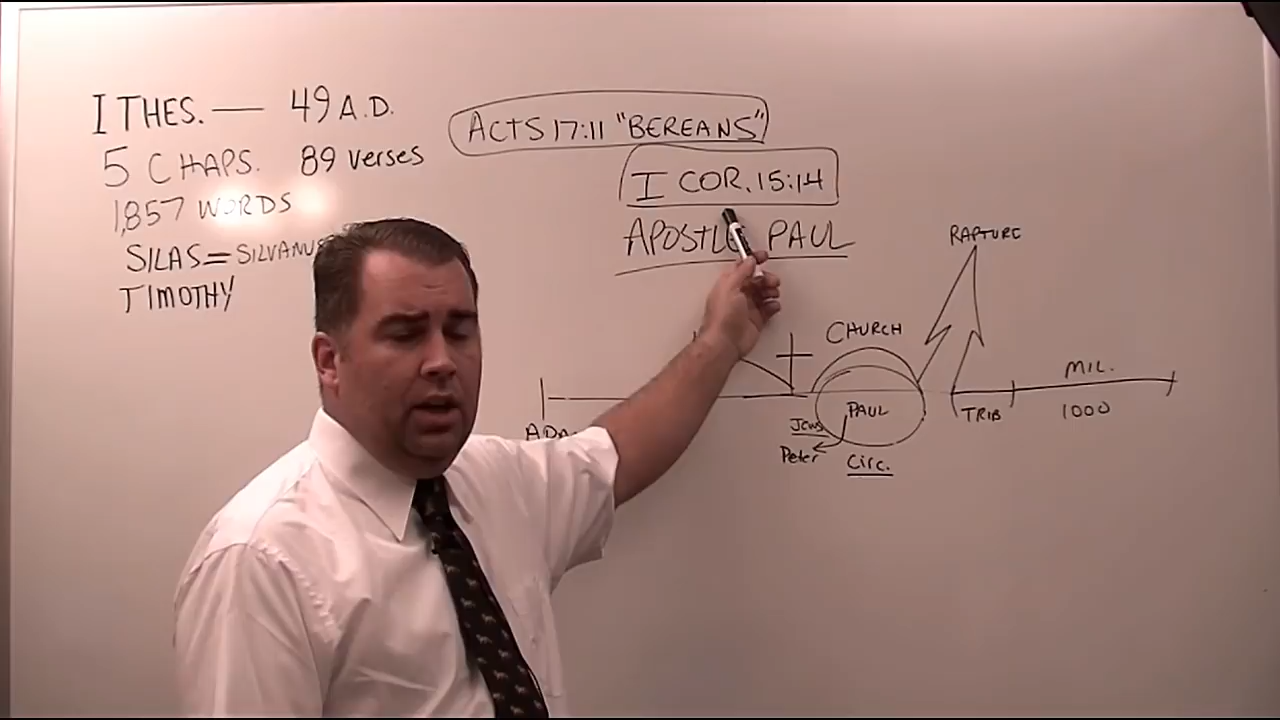 I THES. — 49 A.D.
5 CHAPS. 89 verses
1,857 WORDS
SILAS = SILVANUS
TIMOTHY
ACTS 17:11 "BEREANS"
I COR. 15:14
APOSTLE PAUL
RAPTURE
CHURCH
MIL.
ADA
PAUL
TRIB
1000
Jews
Peter
Circ.